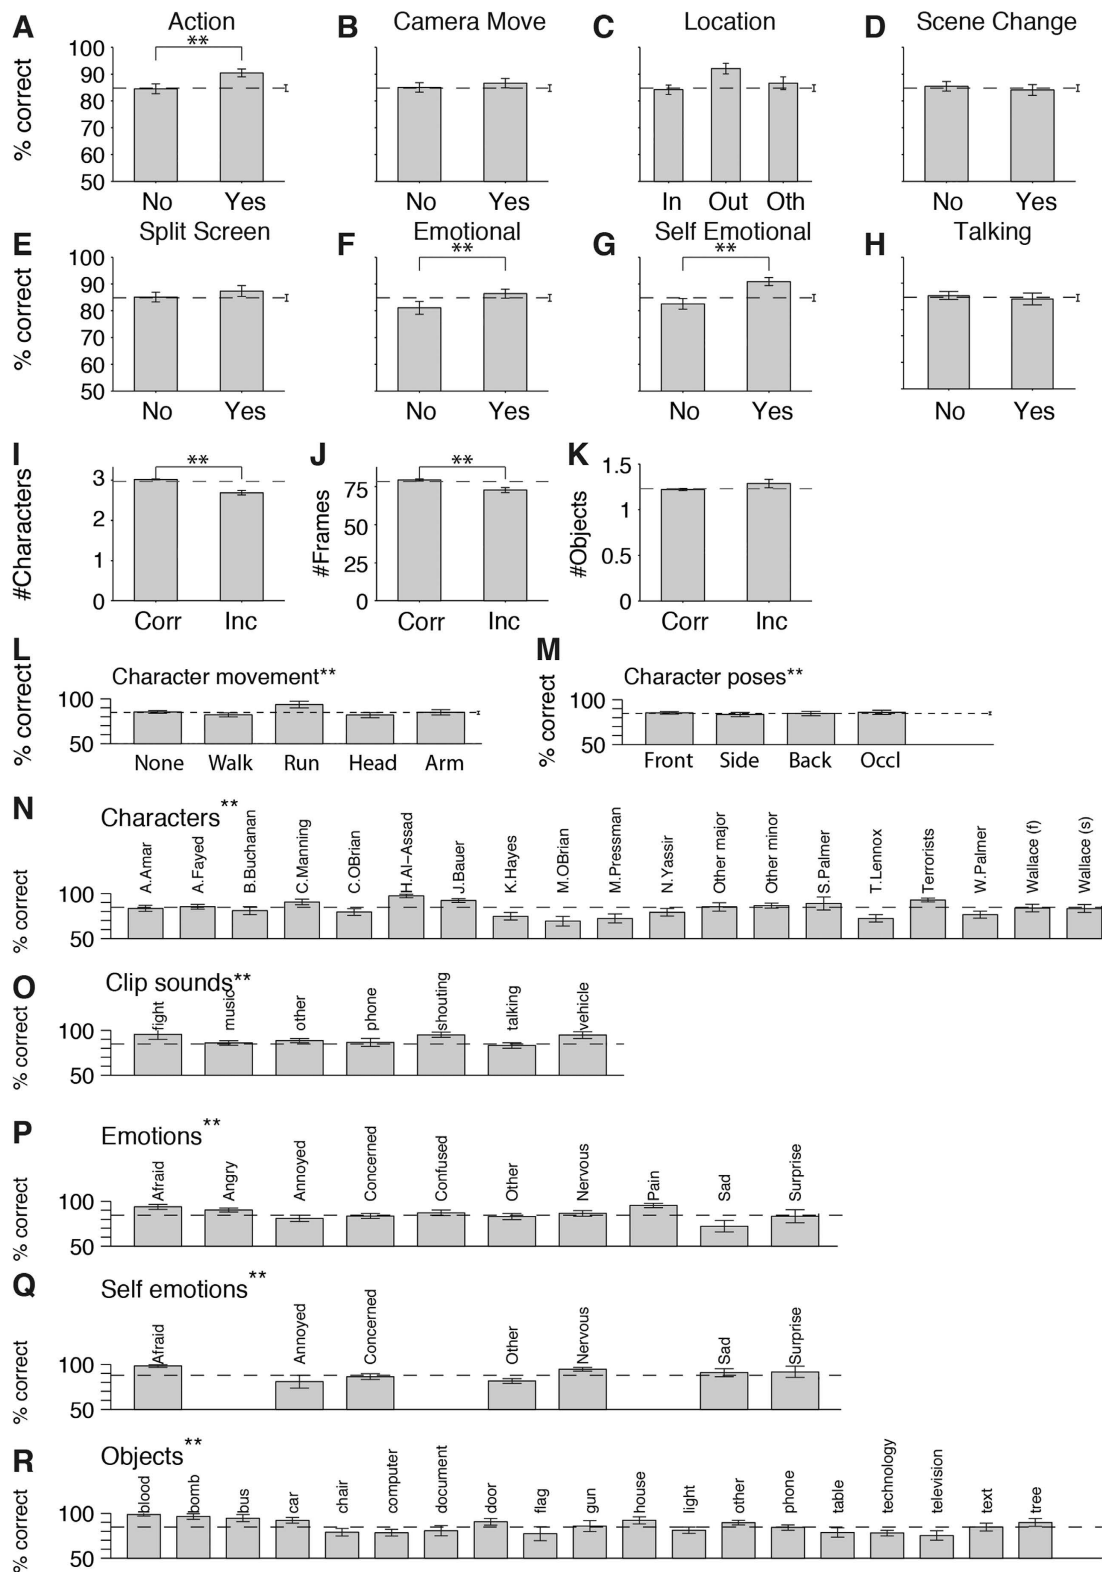 A Action B Camera Move C Location D Scene Change
**
% correct
100
90
80
70
60
50
No Yes No Yes In Out Oth No Yes
E Split Screen F Emotional G Self Emotional H Talking
** **
% correct
100
90
80
70
60
50
No Yes No Yes No Yes No Yes
I J K
** **
#Characters
3
2
1
0
Corr Inc
#Frames
75
50
25
0
Corr Inc
#Objects
1.5
1
0.5
0
Corr Inc
L Character movement**
% correct
100
50
None Walk Run Head Arm
M Character poses**
% correct
100
50
Front Side Back Occl
N Characters**
% correct
100
50
A.Amar A.Fayed B.Buchanan C.Manning C.OBrian H.Al-Assad J.Bauer K.Hayes M.OBrian M.Pressman N.Yassir Other major Other minor S.Palmer T.Lennox Terrorists W.Palmer Wallace (f) Wallace (s)
O Clip sounds**
% correct
100
50
fight music other phone shouting talking vehicle
P Emotions**
% correct
100
50
Afraid Angry Annoyed Concerned Confused Other Nervous Pain Sad Surprise
Q Self emotions**
% correct
100
50
Afraid Annoyed Concerned Other Nervous Sad Surprise
R Objects**
% correct
100
50
blood bomb bus car chair computer document door flag gun house light other phone table technology television text tree